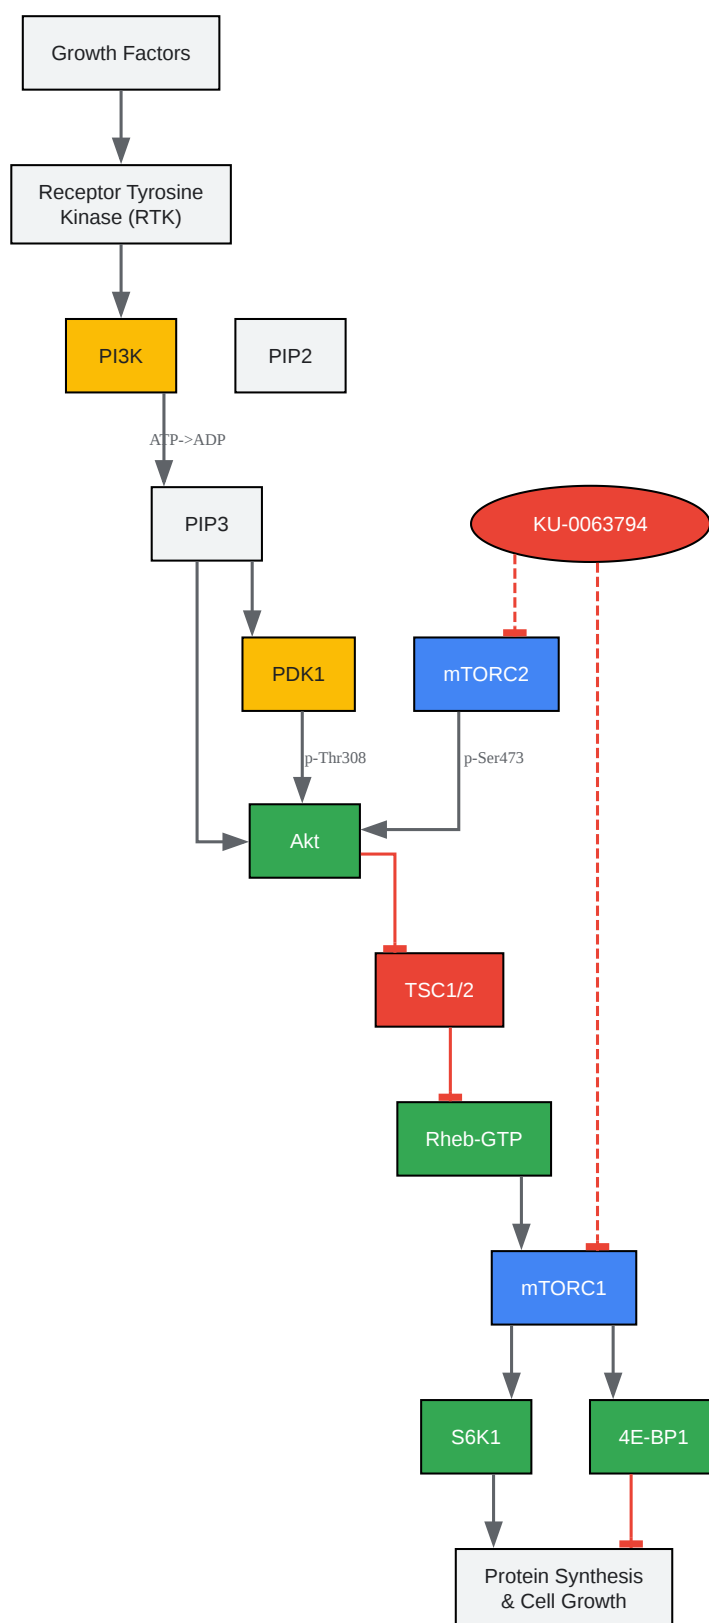 Growth Factors
Receptor Tyrosine
Kinase (RTK)
PI3K
PIP2
ATP->ADP
PIP3
KU-0063794
PDK1
mTORC2
p-Thr308
p-Ser473
Akt
TSC1/2
Rheb-GTP
mTORC1
S6K1
4E-BP1
Protein Synthesis
& Cell Growth